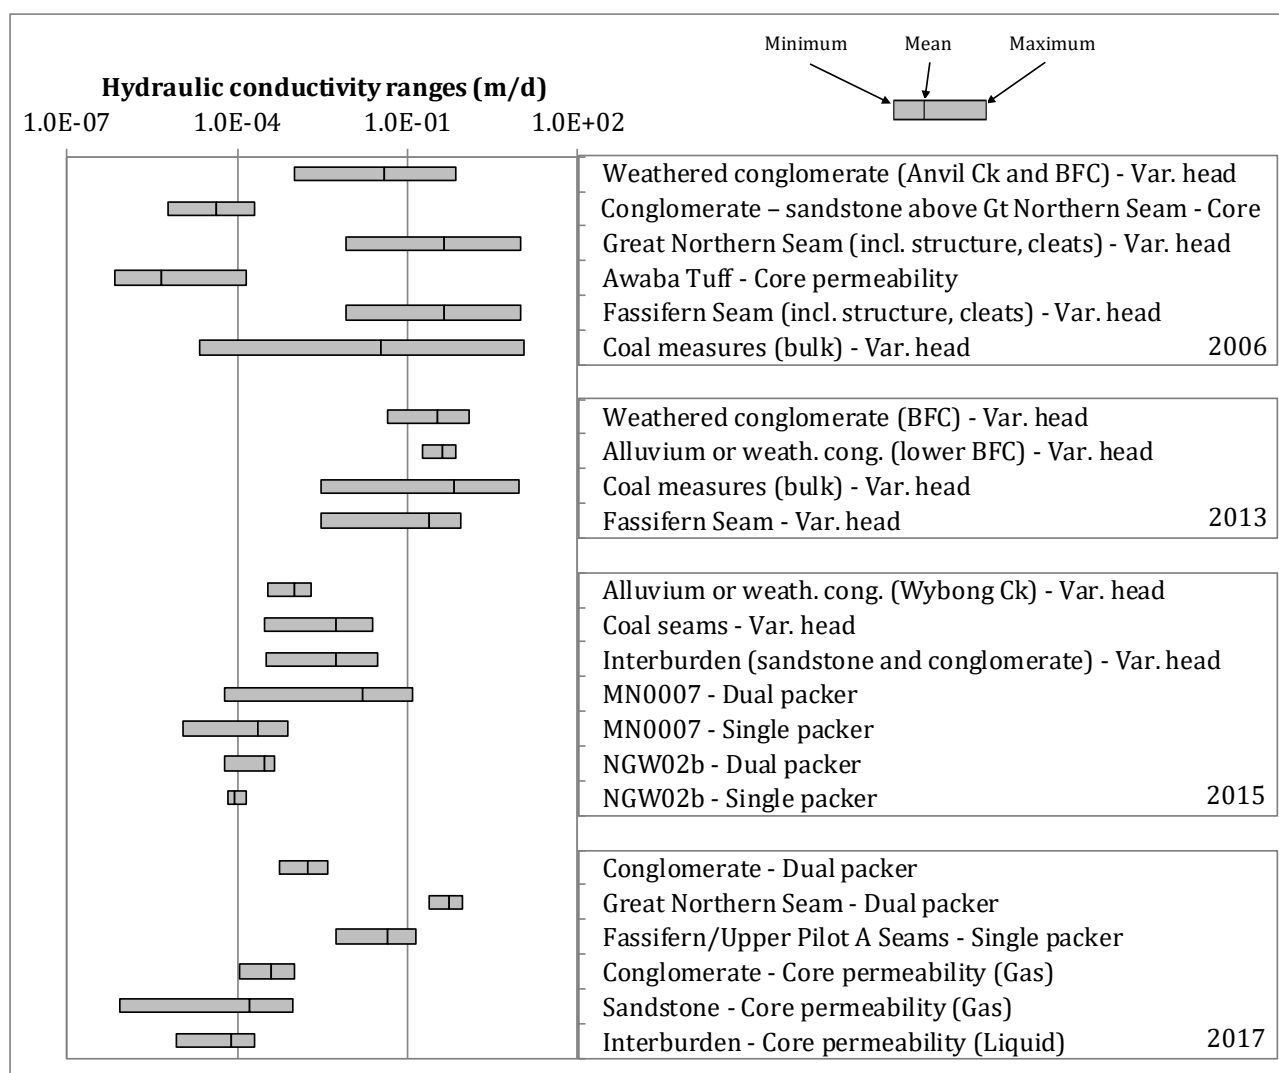 Minimum Mean Maximum
Hydraulic conductivity ranges (m/d)
1.0E-07 1.0E-04 1.0E-01 1.0E+02
Weathered conglomerate (Anvil Ck and BFC) - Var. head
Conglomerate – sandstone above Gt Northern Seam - Core
Great Northern Seam (incl. structure, cleats) - Var. head
Awaba Tuff - Core permeability
Fassifern Seam (incl. structure, cleats) - Var. head
Coal measures (bulk) - Var. head 2006
Weathered conglomerate (BFC) - Var. head
Alluvium or weath. cong. (lower BFC) - Var. head
Coal measures (bulk) - Var. head
Fassifern Seam - Var. head 2013
Alluvium or weath. cong. (Wybong Ck) - Var. head
Coal seams - Var. head
Interburden (sandstone and conglomerate) - Var. head
MN0007 - Dual packer
MN0007 - Single packer
NGW02b - Dual packer
NGW02b - Single packer 2015
Conglomerate - Dual packer
Great Northern Seam - Dual packer
Fassifern/Upper Pilot A Seams - Single packer
Conglomerate - Core permeability (Gas)
Sandstone - Core permeability (Gas)
Interburden - Core permeability (Liquid) 2017